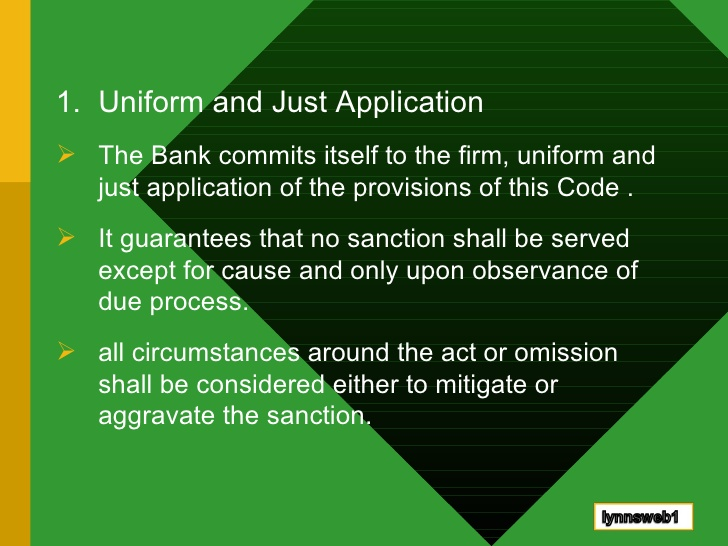 1. Uniform and Just Application
The Bank commits itself to the firm, uniform and
just application of the provisions of this Code .
It guarantees that no sanction shall be served
except for cause and only upon observance of
due process.
all circumstances around the act or omission
shall be considered either to mitigate or
aggravate the sanction.
lynnsweb1